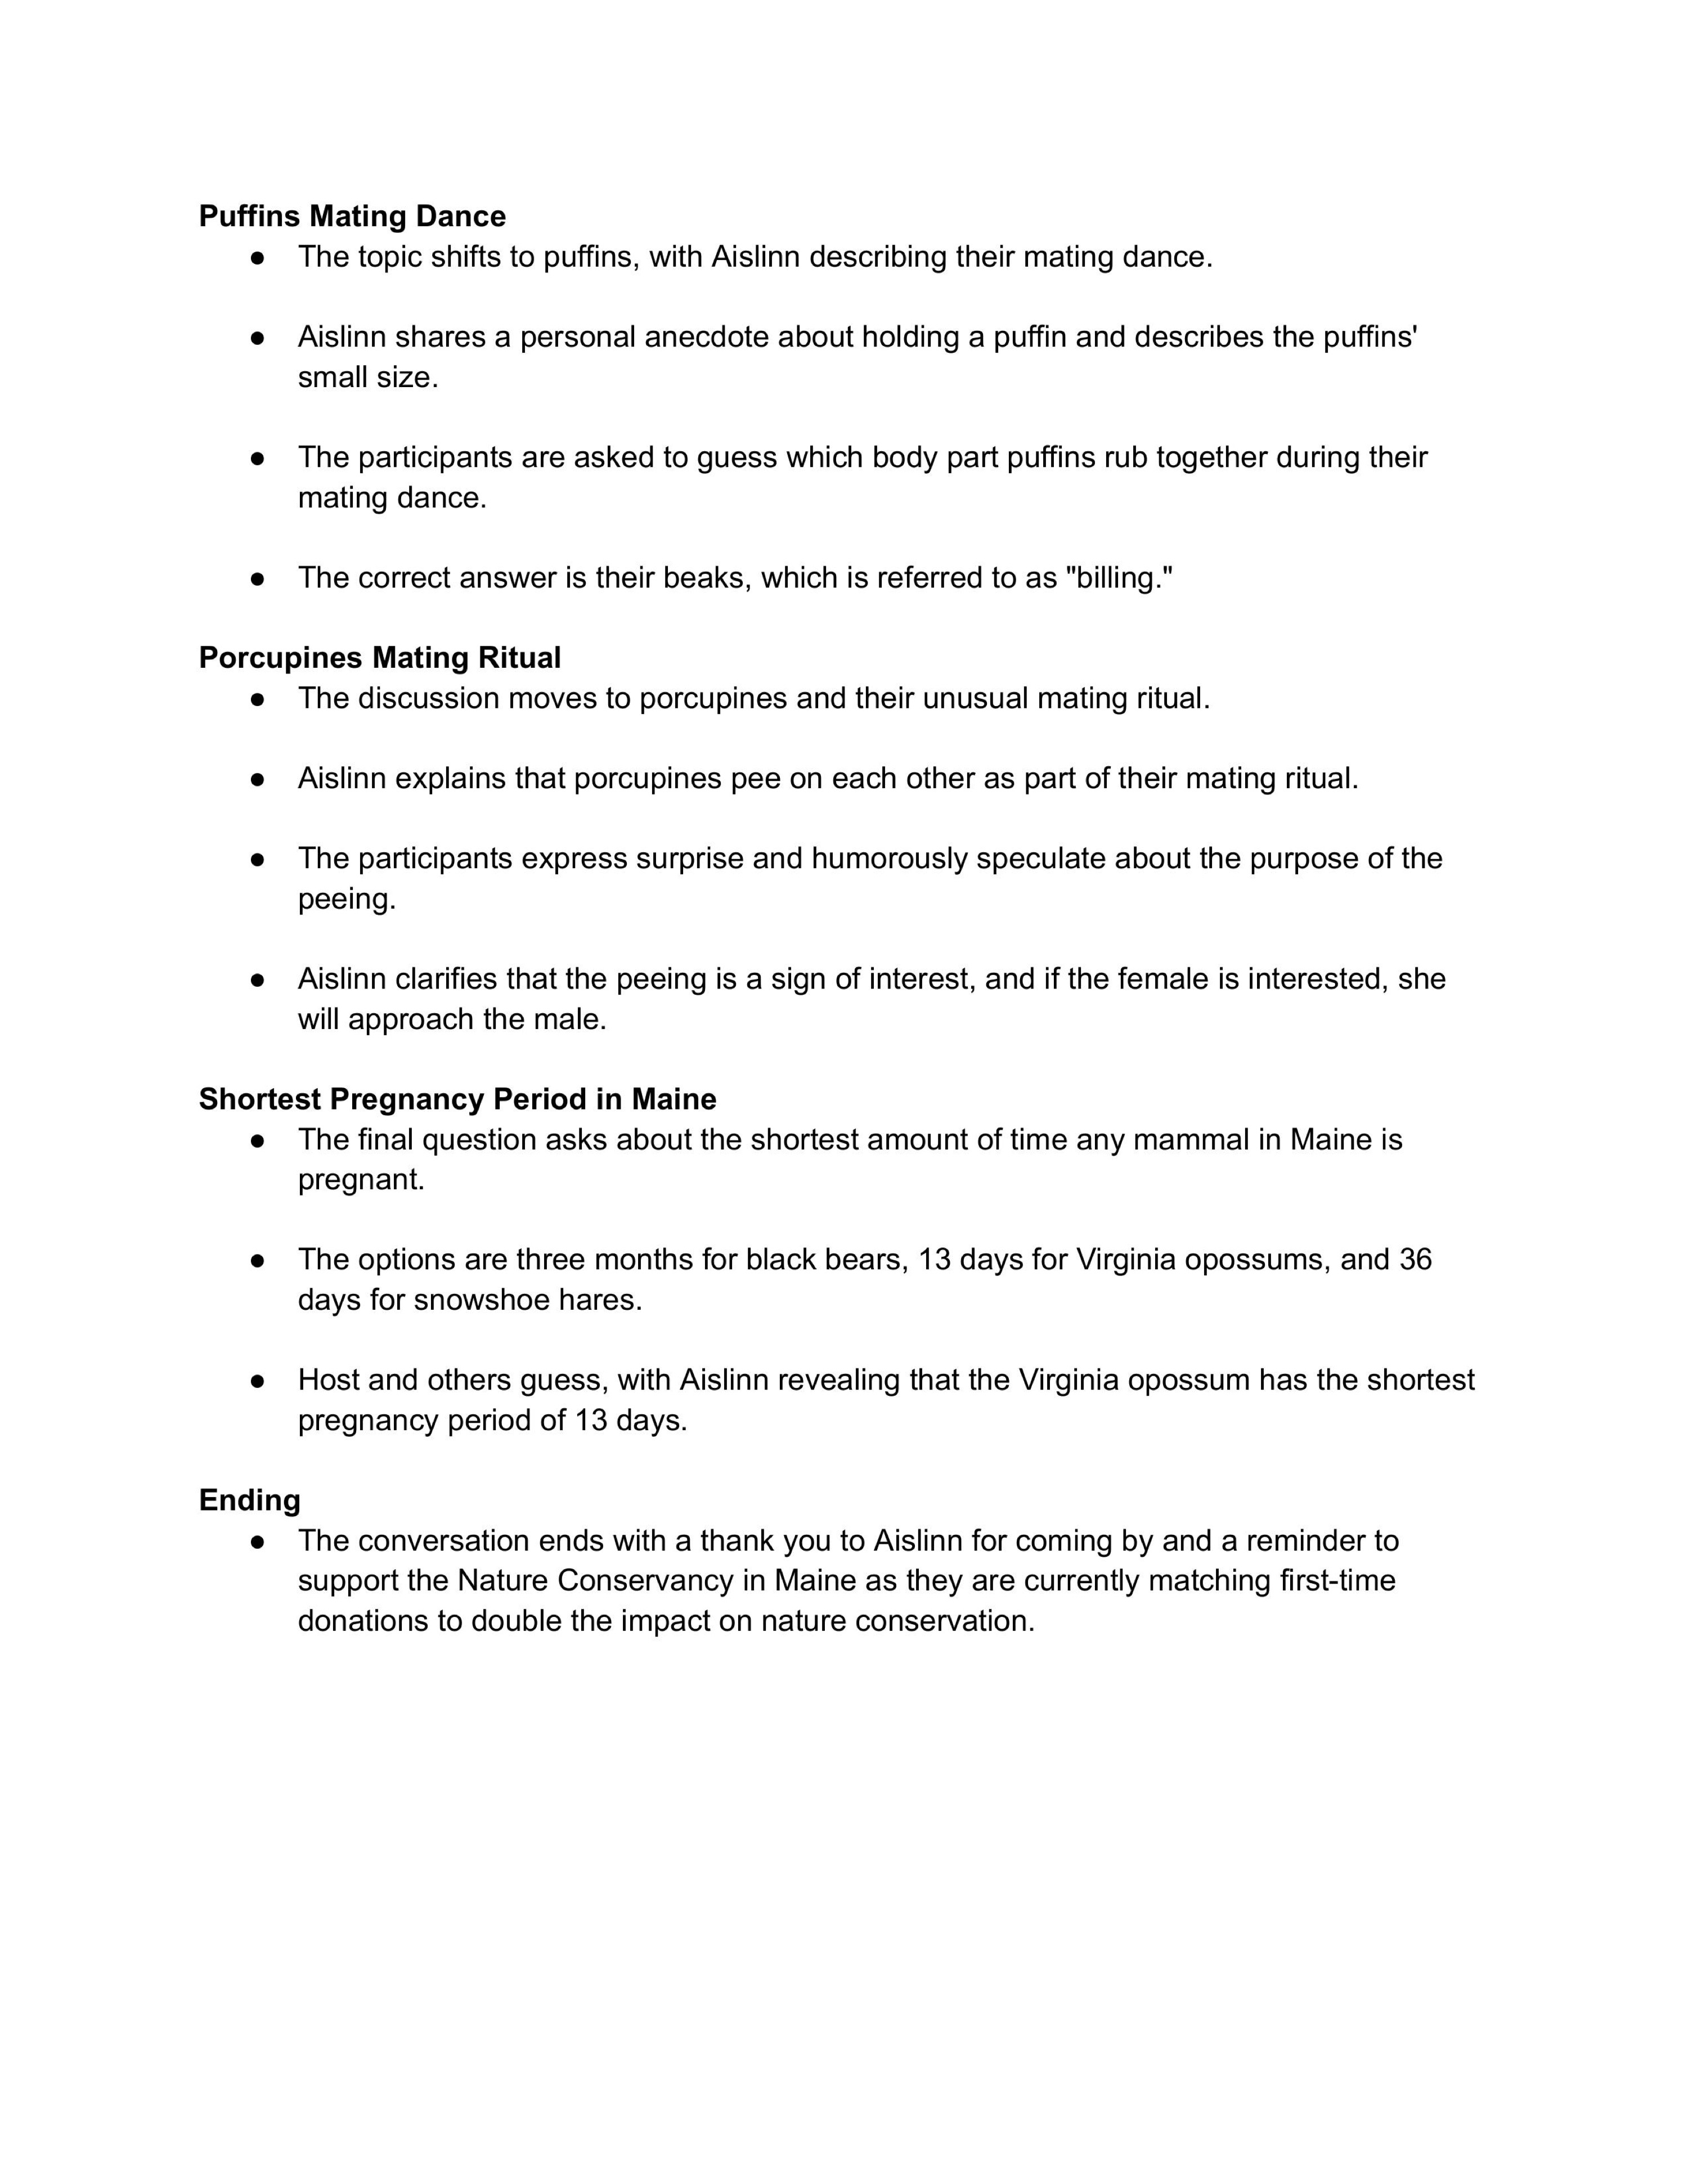 Puffins Mating Dance
● The topic shifts to puffins, with Aislinn describing their mating dance.
● Aislinn shares a personal anecdote about holding a puffin and describes the puffins'
small size.
● The participants are asked to guess which body part puffins rub together during their
mating dance.
● The correct answer is their beaks, which is referred to as "billing."
Porcupines Mating Ritual
● The discussion moves to porcupines and their unusual mating ritual.
● Aislinn explains that porcupines pee on each other as part of their mating ritual.
● The participants express surprise and humorously speculate about the purpose of the
peeing.
● Aislinn clarifies that the peeing is a sign of interest, and if the female is interested, she
will approach the male.
Shortest Pregnancy Period in Maine
● The final question asks about the shortest amount of time any mammal in Maine is
pregnant.
● The options are three months for black bears, 13 days for Virginia opossums, and 36
days for snowshoe hares.
● Host and others guess, with Aislinn revealing that the Virginia opossum has the shortest
pregnancy period of 13 days.
Ending
● The conversation ends with a thank you to Aislinn for coming by and a reminder to
support the Nature Conservancy in Maine as they are currently matching first-time
donations to double the impact on nature conservation.